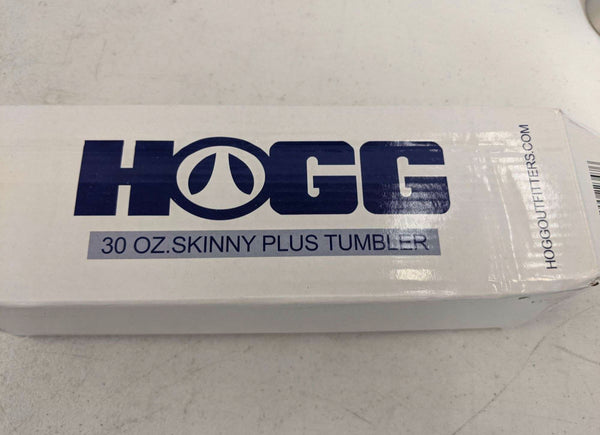 HOGG
30 OZ.SKINNY PLUS TUMBLER
HOGGOUTFITTERS.COM